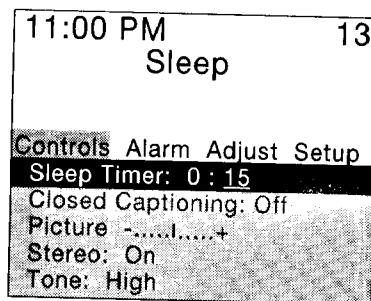 11:00 PM 13
Sleep
Controls Alarm Adjust Setup
Sleep Timer: 0 : 15
Closed Captioning: Off
Picture -.....I.....+
Stereo: On
Tone: High